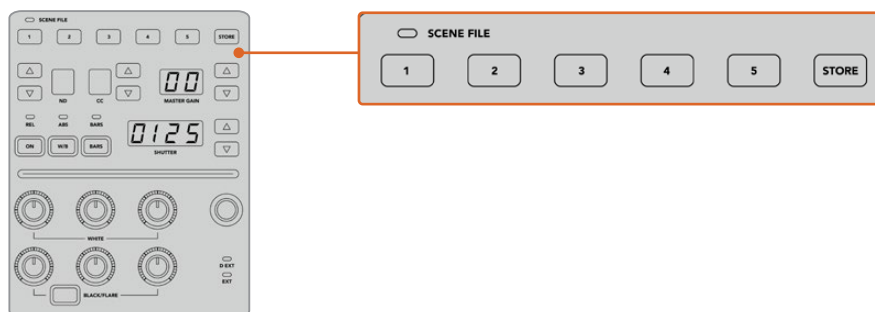 SCENE FILE
1 2 3 4 5 STORE
ND CC 00
MASTER GAIN
REL ABS BARS
ON W/B BARS 0125
SHUTTER
WHITE
D EXT
EXT
BLACK/FLARE
SCENE FILE
1 2 3 4 5 STORE